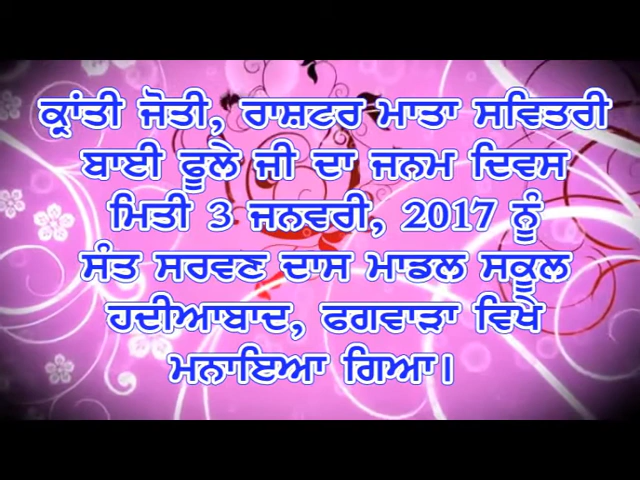 ਕ੍ਰਾਂਤੀ ਜੋਤੀ, ਰਾਸ਼ਟਰ ਮਾਤਾ ਸਵਿਤਰੀ
ਬਾਈ ਫੂਲੇ ਜੀ ਦਾ ਜਨਮ ਦਿਵਸ
ਮਿਤੀ 3 ਜਨਵਰੀ, 2017 ਨੂੰ
ਸੰਤ ਸਰਵਣ ਦਾਸ ਮਾਡਲ ਸਕੂਲ
ਹਦੀਆਬਾਦ, ਫਗਵਾੜਾ ਵਿਖੇ
ਮਨਾਇਆ ਗਿਆ।